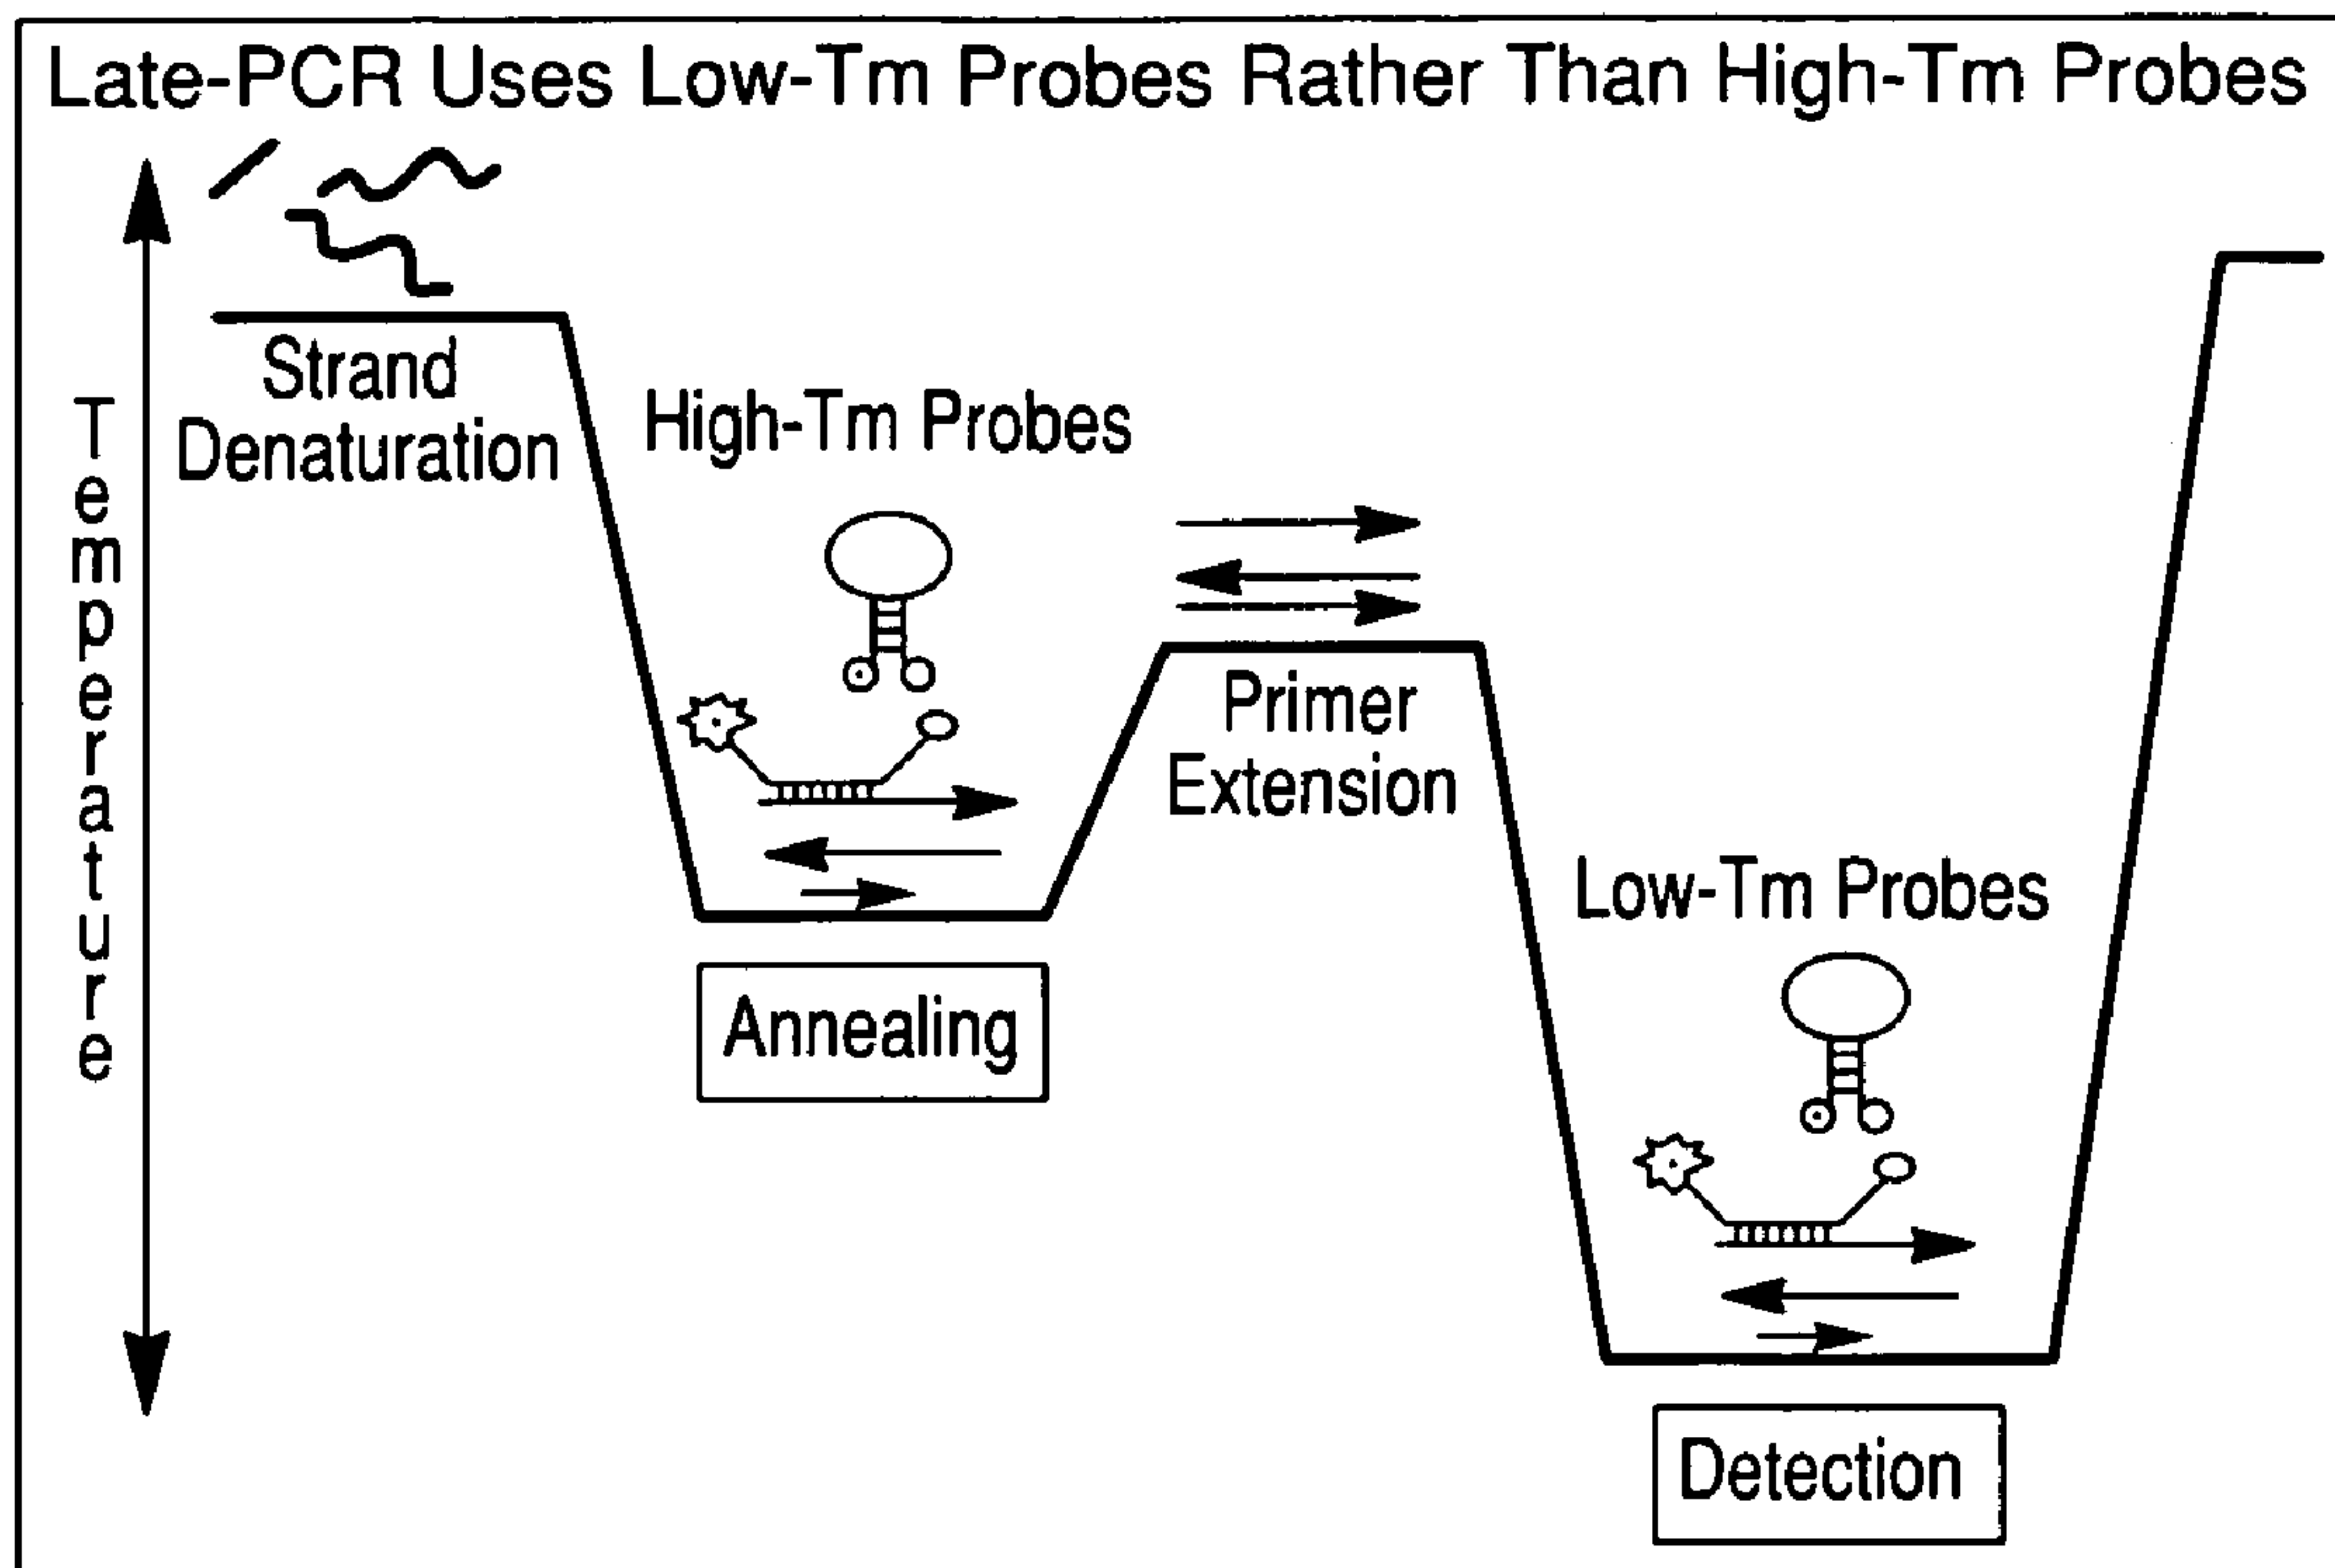 Late-PCR Uses Low-Tm Probes Rather Than High-Tm Probes
Temperature
Strand
Denaturation
High-Tm Probes
Annealing
Primer
Extension
Low-Tm Probes
Detection